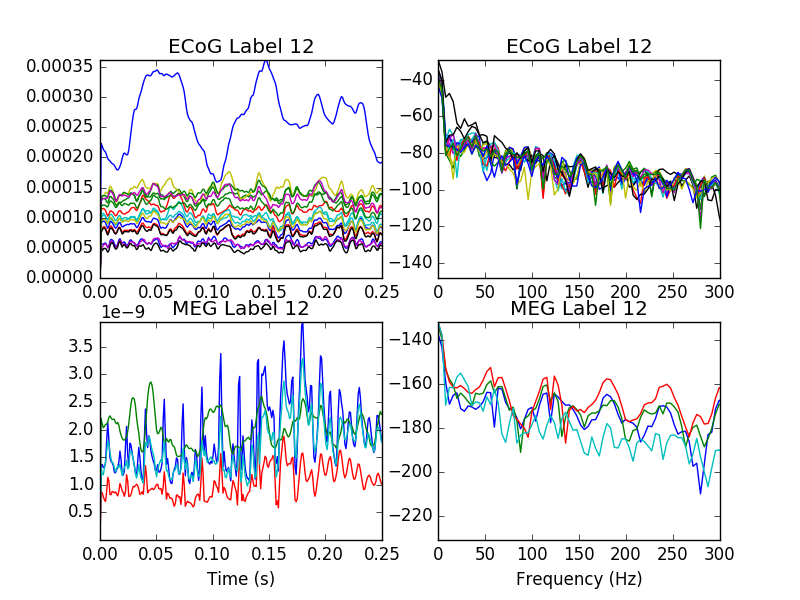 ECoG Label 12
0.00035
0.00030
0.00025
0.00020
0.00015
0.00010
0.00005
0.00000
0.00 0.05 0.10 0.15 0.20 0.25
ECoG Label 12
−40
−60
−80
−100
−120
−140
0 50 100 150 200 250 300
MEG Label 12
1e−9
3.5
3.0
2.5
2.0
1.5
1.0
0.5
0.00 0.05 0.10 0.15 0.20 0.25
Time (s)
MEG Label 12
−140
−160
−180
−200
−220
0 50 100 150 200 250 300
Frequency (Hz)